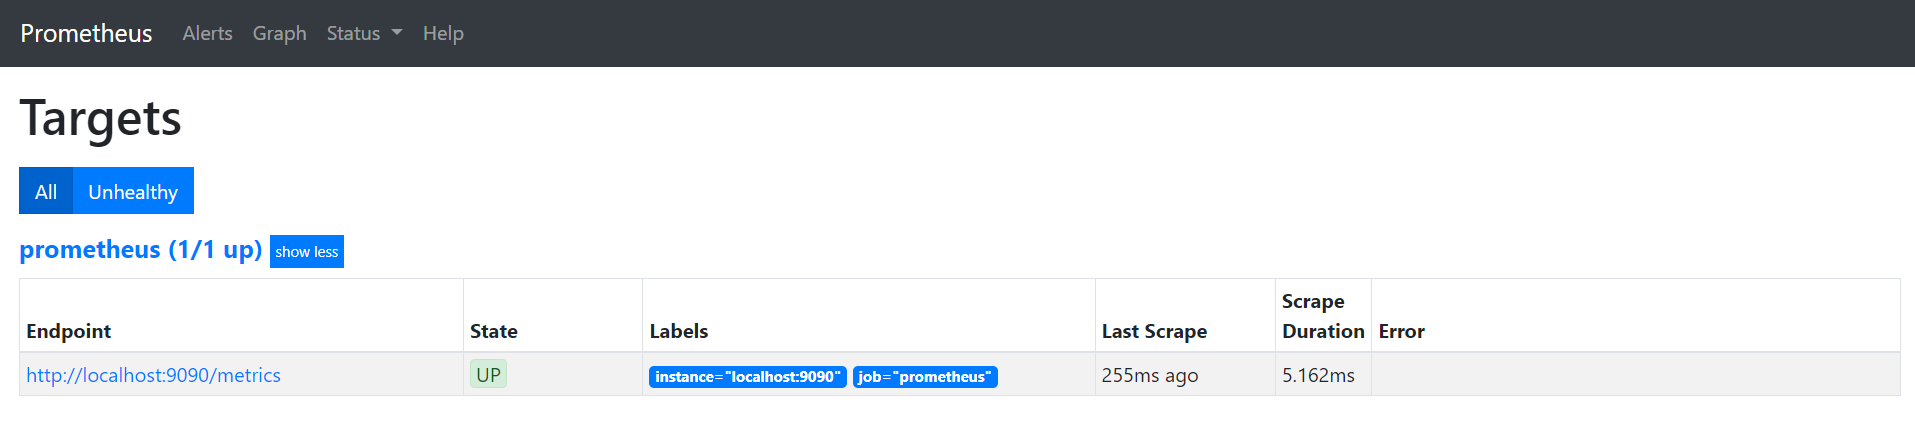 Prometheus Alerts Graph Status Help
Targets
All Unhealthy
prometheus (1/1 up) show less
Endpoint State Labels Last Scrape Scrape Duration Error
http://localhost:9090/metrics UP instance="localhost:9090" job="prometheus" 255ms ago 5.162ms